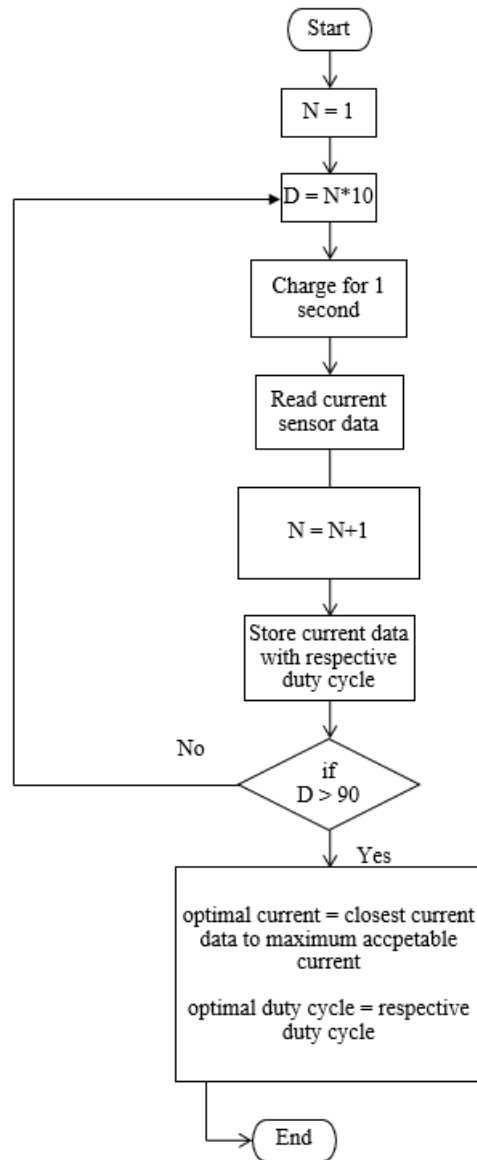 Start
N = 1
D = N*10
Charge for 1
second
Read current
sensor data
N = N+1
Store current data
with respective
duty cycle
No
if
D > 90
Yes
optimal current = closest current
data to maximum accpetable
current
optimal duty cycle = respective
duty cycle
End